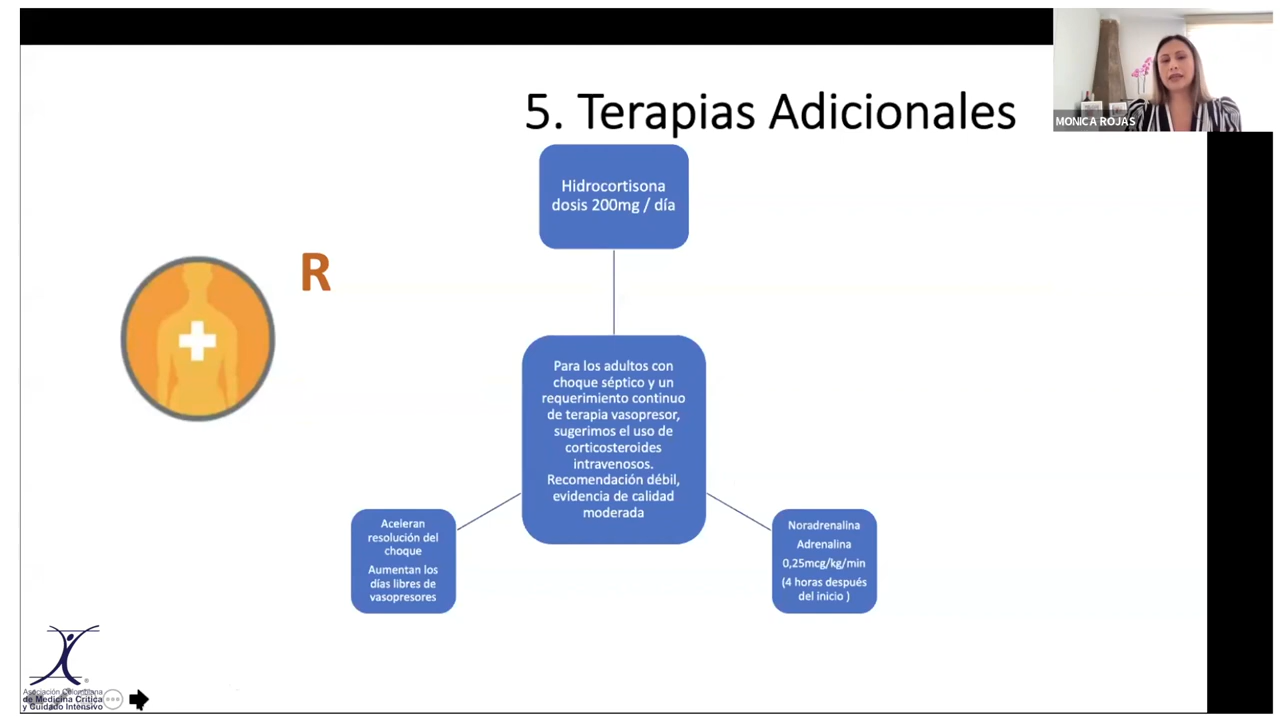 MONICA ROJAS
5. Terapias Adicionales
Hidrocortisona
dosis 200mg / día
R
Para los adultos con
choque séptico y un
requerimiento continuo
de terapia vasopresor,
sugerimos el uso de
corticosteroides
intravenosos.
Recomendación débil,
evidencia de calidad
moderada
Aceleran
resolución del
choque
Aumentan los
días libres de
vasopresores
Noradrenalina
Adrenalina
0,25mcg/kg/min
(4 horas después
del inicio )
Asociación Colombiana
de Medicina Crítica
y Cuidado Intensivo